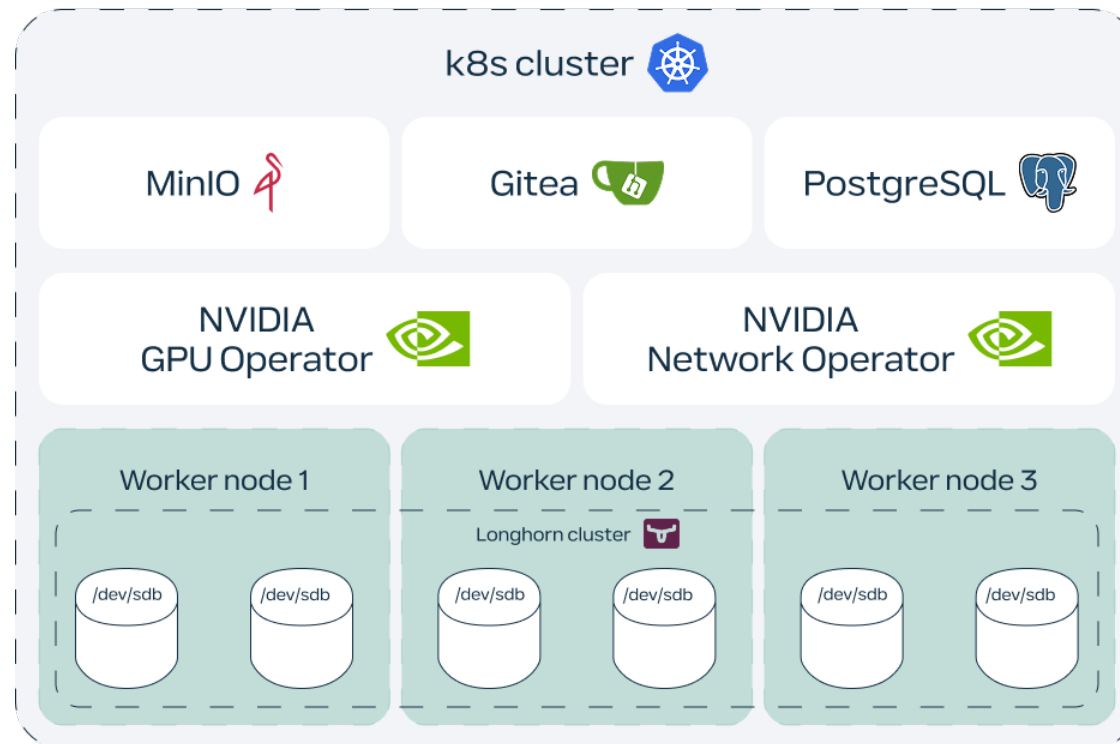 k8s cluster
MinIO
Gitea
PostgreSQL
NVIDIA
GPU Operator
NVIDIA
Network Operator
Worker node 1
Worker node 2
Worker node 3
Longhorn cluster
/dev/sdb
/dev/sdb
/dev/sdb
/dev/sdb
/dev/sdb
/dev/sdb